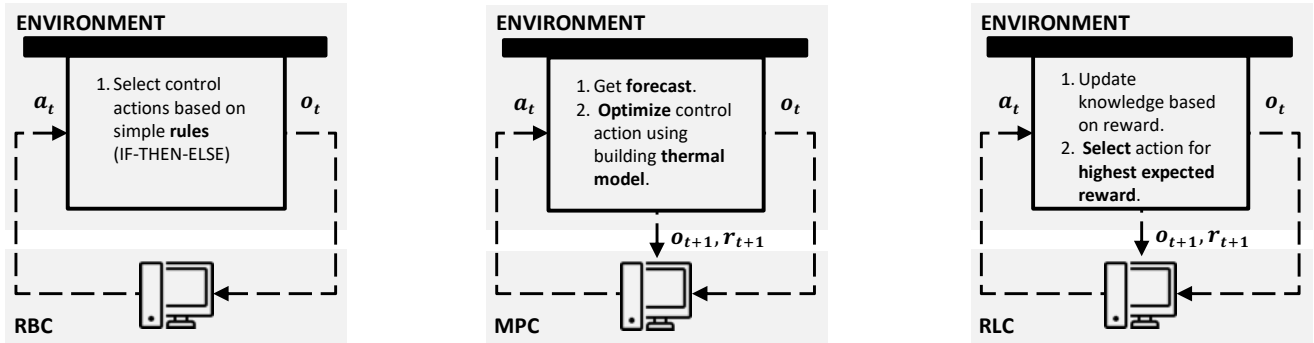 ENVIRONMENT
1. Select control
actions based on
simple rules
(IF-THEN-ELSE)
a_t
o_t
RBC
ENVIRONMENT
1. Get forecast.
2. Optimize control
action using
building thermal
model.
a_t
o_t
o_{t+1}, r_{t+1}
MPC
ENVIRONMENT
1. Update
knowledge based
on reward.
2. Select action for
highest expected
reward.
a_t
o_t
o_{t+1}, r_{t+1}
RLC